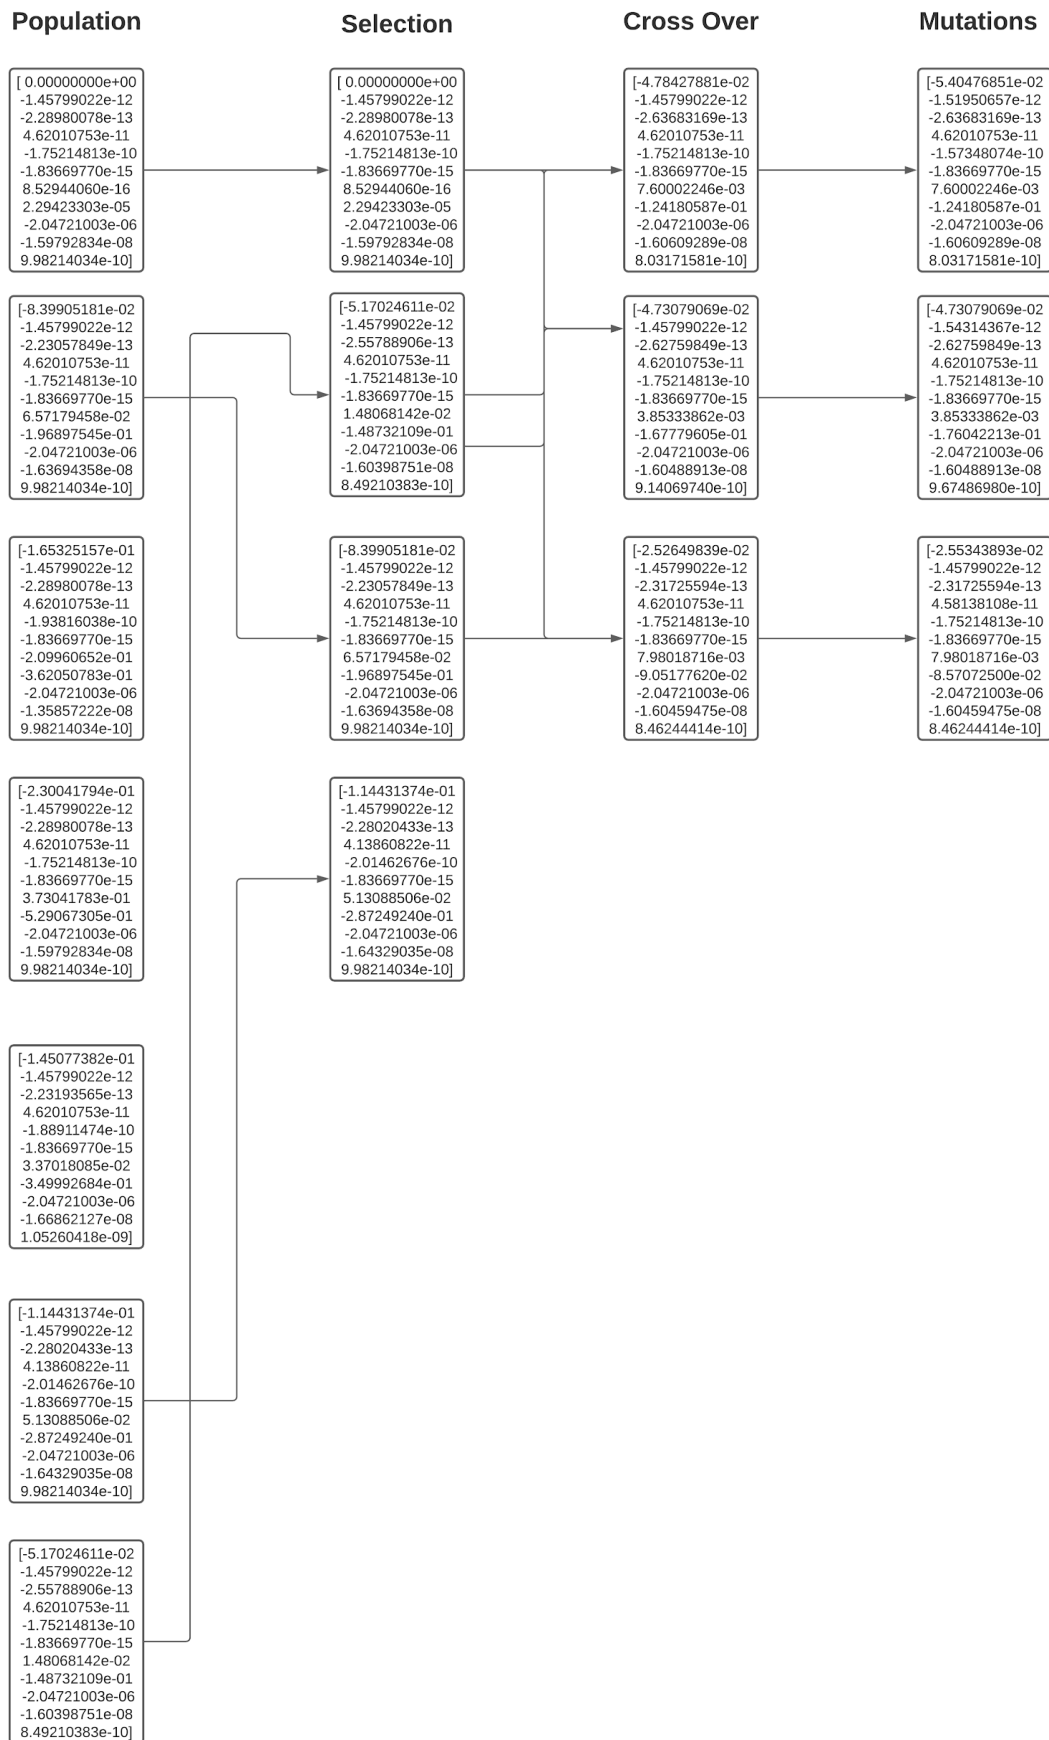 Population
Selection
Cross Over
Mutations
[ 0.00000000e+00
-1.45799022e-12
-2.28980078e-13
4.62010753e-11
-1.75214813e-10
-1.83669770e-15
8.52944060e-16
2.29423303e-05
-2.04721003e-06
-1.59792834e-08
9.98214034e-10]
[-8.39905181e-02
-1.45799022e-12
-2.23057849e-13
4.62010753e-11
-1.75214813e-10
-1.83669770e-15
6.57179458e-02
-1.96897545e-01
-2.04721003e-06
-1.63694358e-08
9.98214034e-10]
[-1.65325157e-01
-1.45799022e-12
-2.28980078e-13
4.62010753e-11
-1.93816038e-10
-1.83669770e-15
-2.09960652e-01
-3.62050783e-01
-2.04721003e-06
-1.35857222e-08
9.98214034e-10]
[-2.30041794e-01
-1.45799022e-12
-2.28980078e-13
4.62010753e-11
-1.75214813e-10
-1.83669770e-15
3.73041783e-01
-5.29067305e-01
-2.04721003e-06
-1.59792834e-08
9.98214034e-10]
[-1.45077382e-01
-1.45799022e-12
-2.23193565e-13
4.62010753e-11
-1.88911474e-10
-1.83669770e-15
3.37018085e-02
-3.49992684e-01
-2.04721003e-06
-1.66862127e-08
1.05260418e-09]
[-1.14431374e-01
-1.45799022e-12
-2.28020433e-13
4.13860822e-11
-2.01462676e-10
-1.83669770e-15
5.13088506e-02
-2.87249240e-01
-2.04721003e-06
-1.64329035e-08
9.98214034e-10]
[-5.17024611e-02
-1.45799022e-12
-2.55788906e-13
4.62010753e-11
-1.75214813e-10
-1.83669770e-15
1.48068142e-02
-1.48732109e-01
-2.04721003e-06
-1.60398751e-08
8.49210383e-10]
[ 0.00000000e+00
-1.45799022e-12
-2.28980078e-13
4.62010753e-11
-1.75214813e-10
-1.83669770e-15
8.52944060e-16
2.29423303e-05
-2.04721003e-06
-1.59792834e-08
9.98214034e-10]
[-5.17024611e-02
-1.45799022e-12
-2.55788906e-13
4.62010753e-11
-1.75214813e-10
-1.83669770e-15
1.48068142e-02
-1.48732109e-01
-2.04721003e-06
-1.60398751e-08
8.49210383e-10]
[-8.39905181e-02
-1.45799022e-12
-2.23057849e-13
4.62010753e-11
-1.75214813e-10
-1.83669770e-15
6.57179458e-02
-1.96897545e-01
-2.04721003e-06
-1.63694358e-08
9.98214034e-10]
[-1.14431374e-01
-1.45799022e-12
-2.28020433e-13
4.13860822e-11
-2.01462676e-10
-1.83669770e-15
5.13088506e-02
-2.87249240e-01
-2.04721003e-06
-1.64329035e-08
9.98214034e-10]
[-4.78427881e-02
-1.45799022e-12
-2.63683169e-13
4.62010753e-11
-1.75214813e-10
-1.83669770e-15
7.60002246e-03
-1.24180587e-01
-2.04721003e-06
-1.60609289e-08
8.03171581e-10]
[-4.73079069e-02
-1.45799022e-12
-2.62759849e-13
4.62010753e-11
-1.75214813e-10
-1.83669770e-15
3.85333862e-03
-1.67779605e-01
-2.04721003e-06
-1.60488913e-08
9.14069740e-10]
[-2.52649839e-02
-1.45799022e-12
-2.31725594e-13
4.62010753e-11
-1.75214813e-10
-1.83669770e-15
7.98018716e-03
-9.05177620e-02
-2.04721003e-06
-1.60459475e-08
8.46244414e-10]
[-5.40476851e-02
-1.51950657e-12
-2.63683169e-13
4.62010753e-11
-1.57348074e-10
-1.83669770e-15
7.60002246e-03
-1.24180587e-01
-2.04721003e-06
-1.60609289e-08
8.03171581e-10]
[-4.73079069e-02
-1.54314367e-12
-2.62759849e-13
4.62010753e-11
-1.75214813e-10
-1.83669770e-15
3.85333862e-03
-1.76042213e-01
-2.04721003e-06
-1.60488913e-08
9.67486980e-10]
[-2.55343893e-02
-1.45799022e-12
-2.31725594e-13
4.58138108e-11
-1.75214813e-10
-1.83669770e-15
7.98018716e-03
-8.57072500e-02
-2.04721003e-06
-1.60459475e-08
8.46244414e-10]